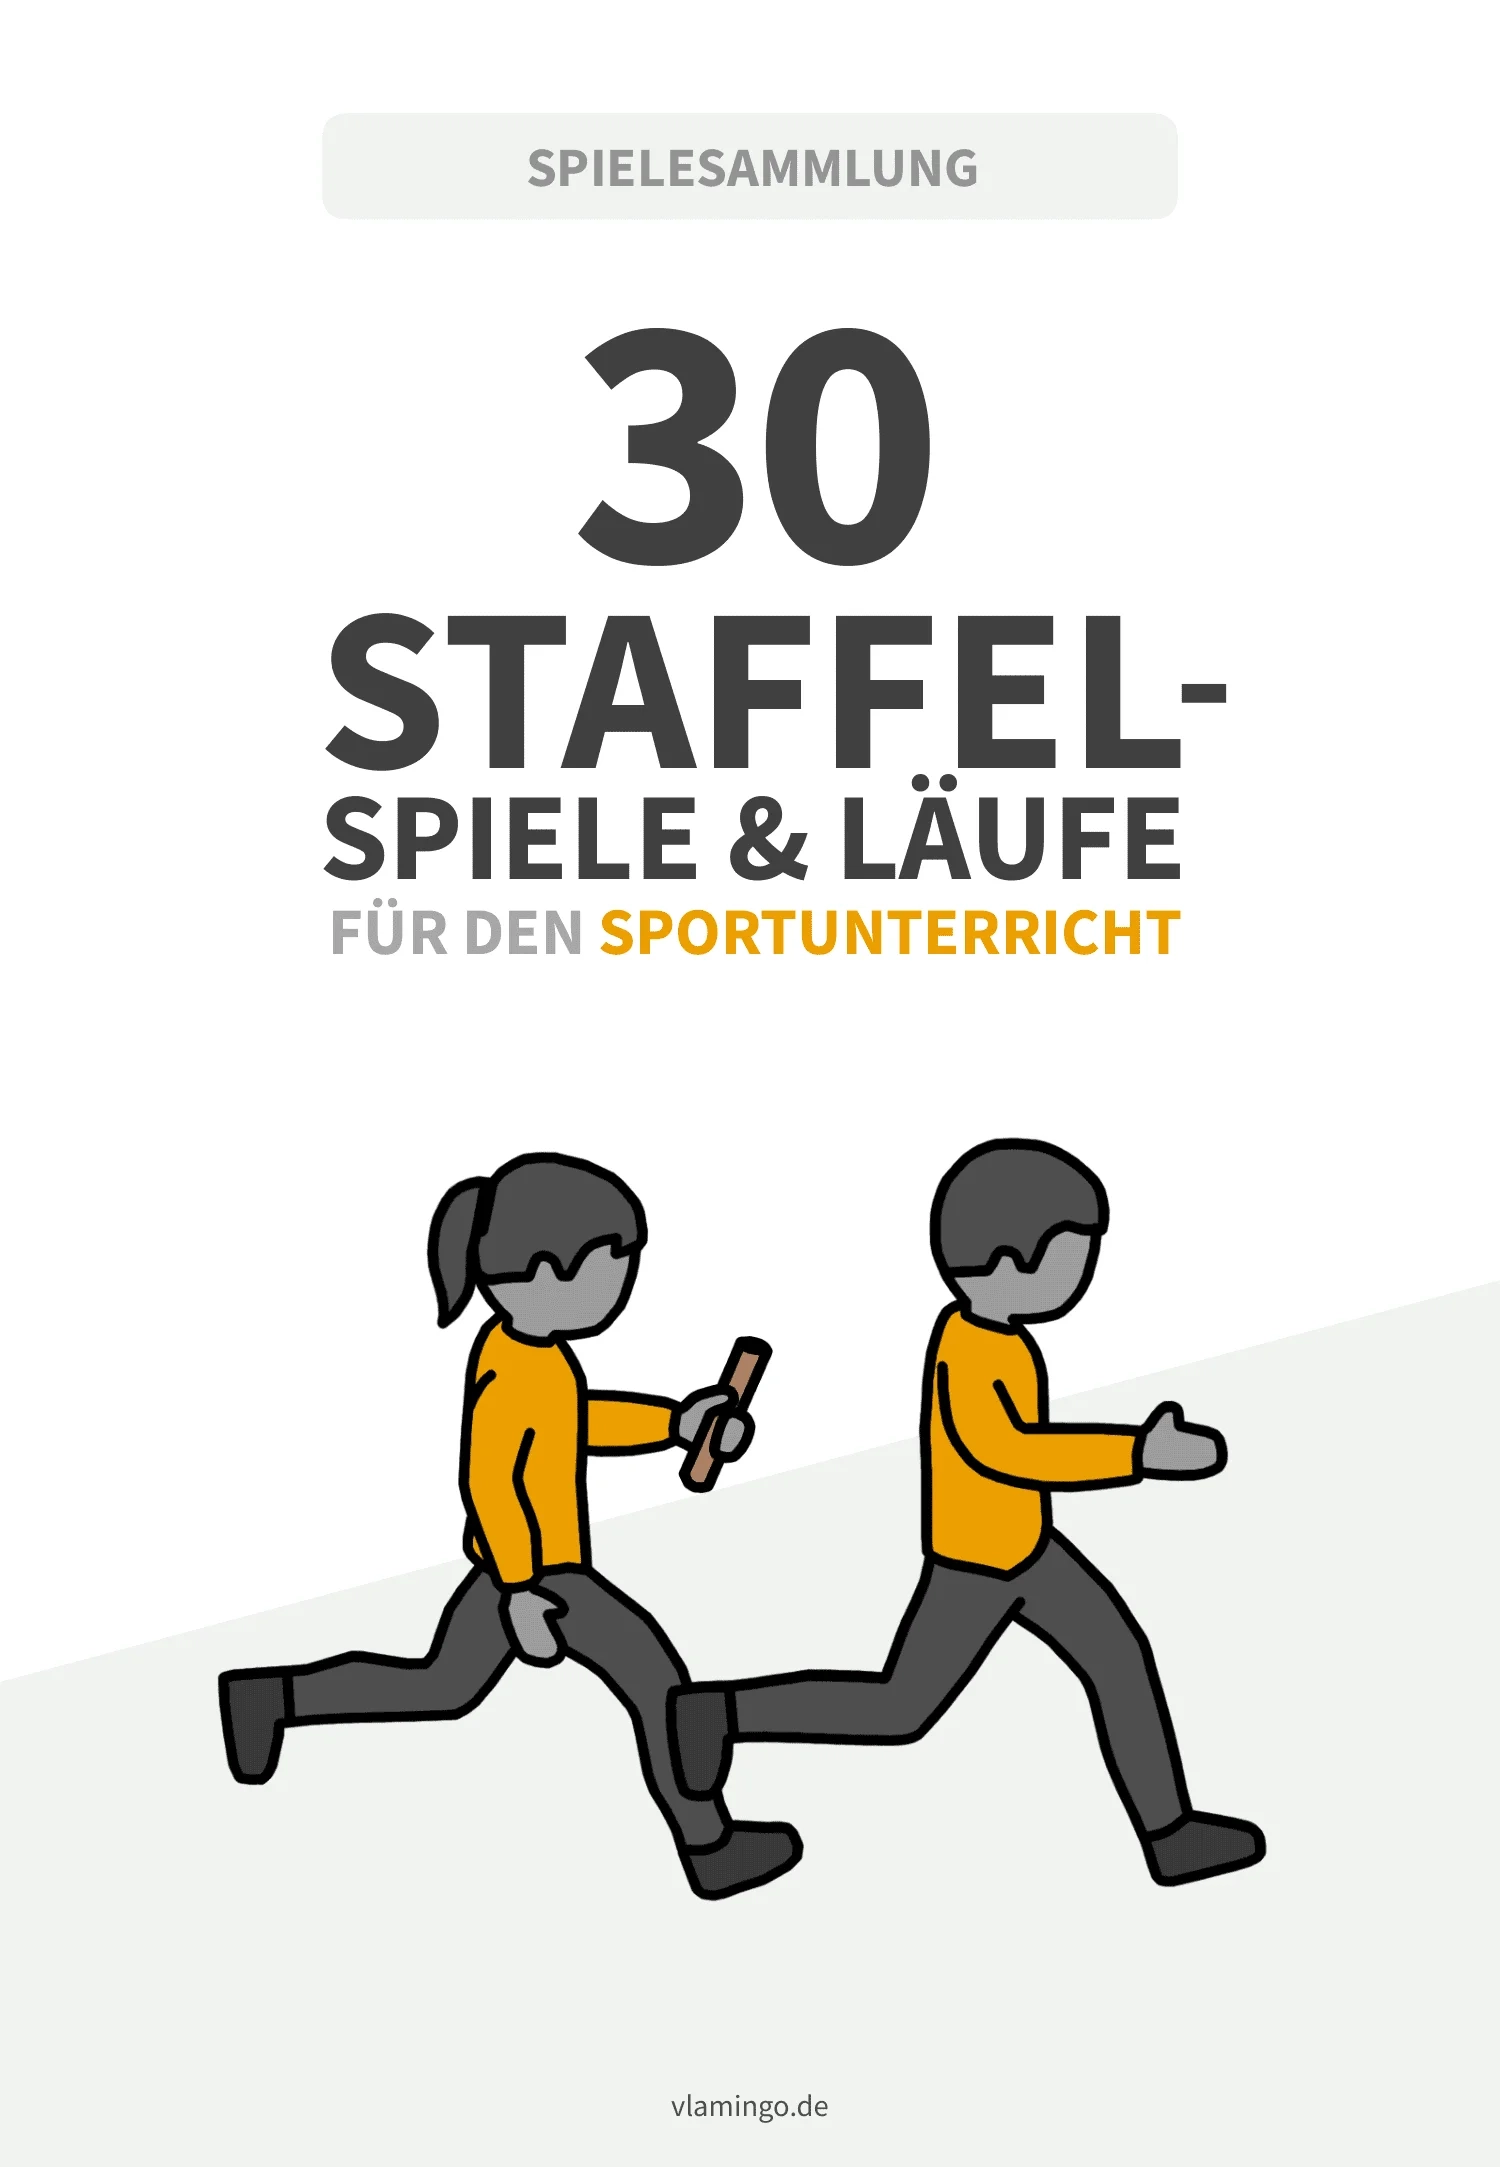 SPIELESAMMLUNG
30
STAFFEL-
SPIELE & LÄUFE
FÜR DEN SPORTUNTERRICHT
vlamingo.de